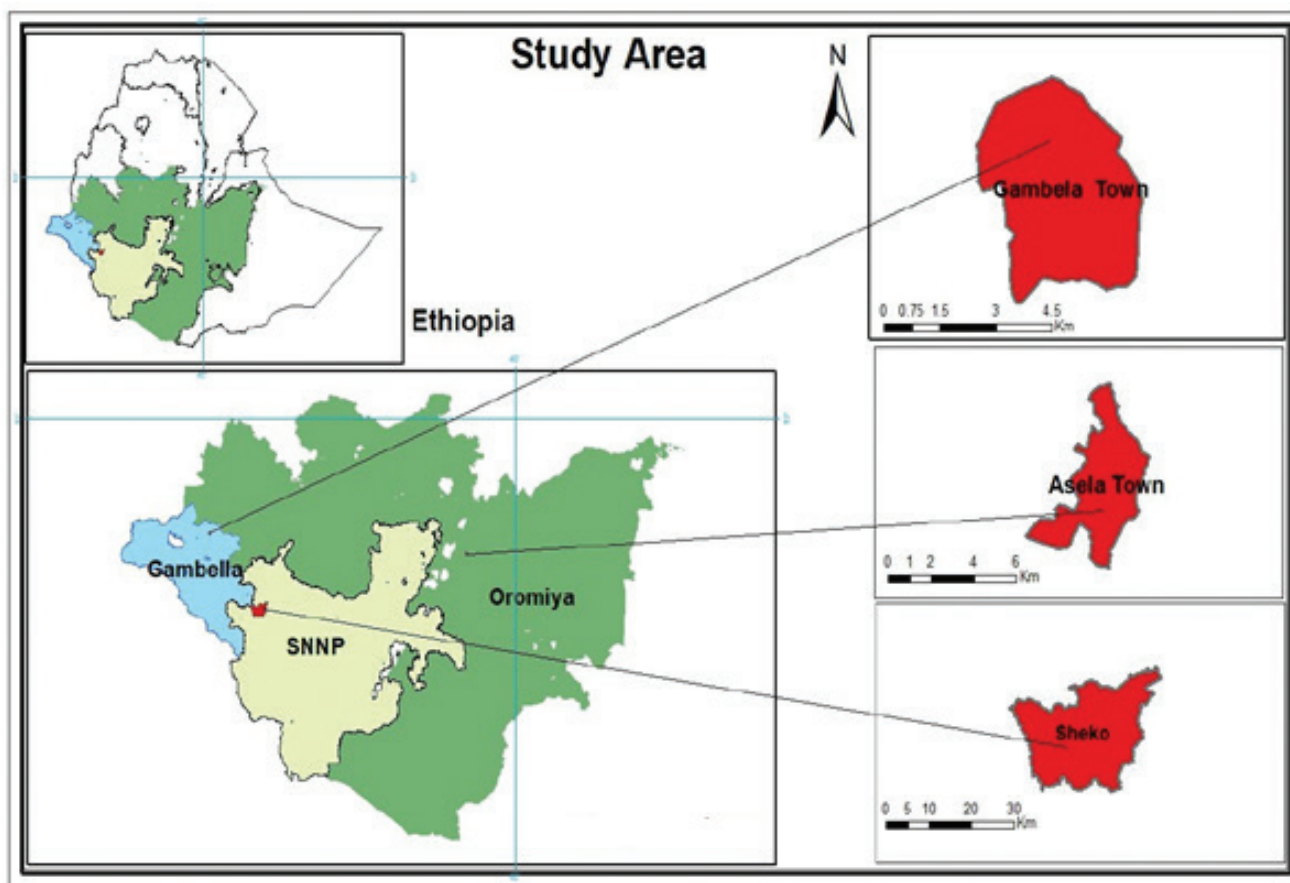 Study Area
N
Ethiopia
Gambella
SNNP
Oromiya
Gambela Town
0 0.75 1.5 3 4.5
Km
Asela Town
0 1 2 4 6
Km
Sheko
0 5 10 20 30
Km